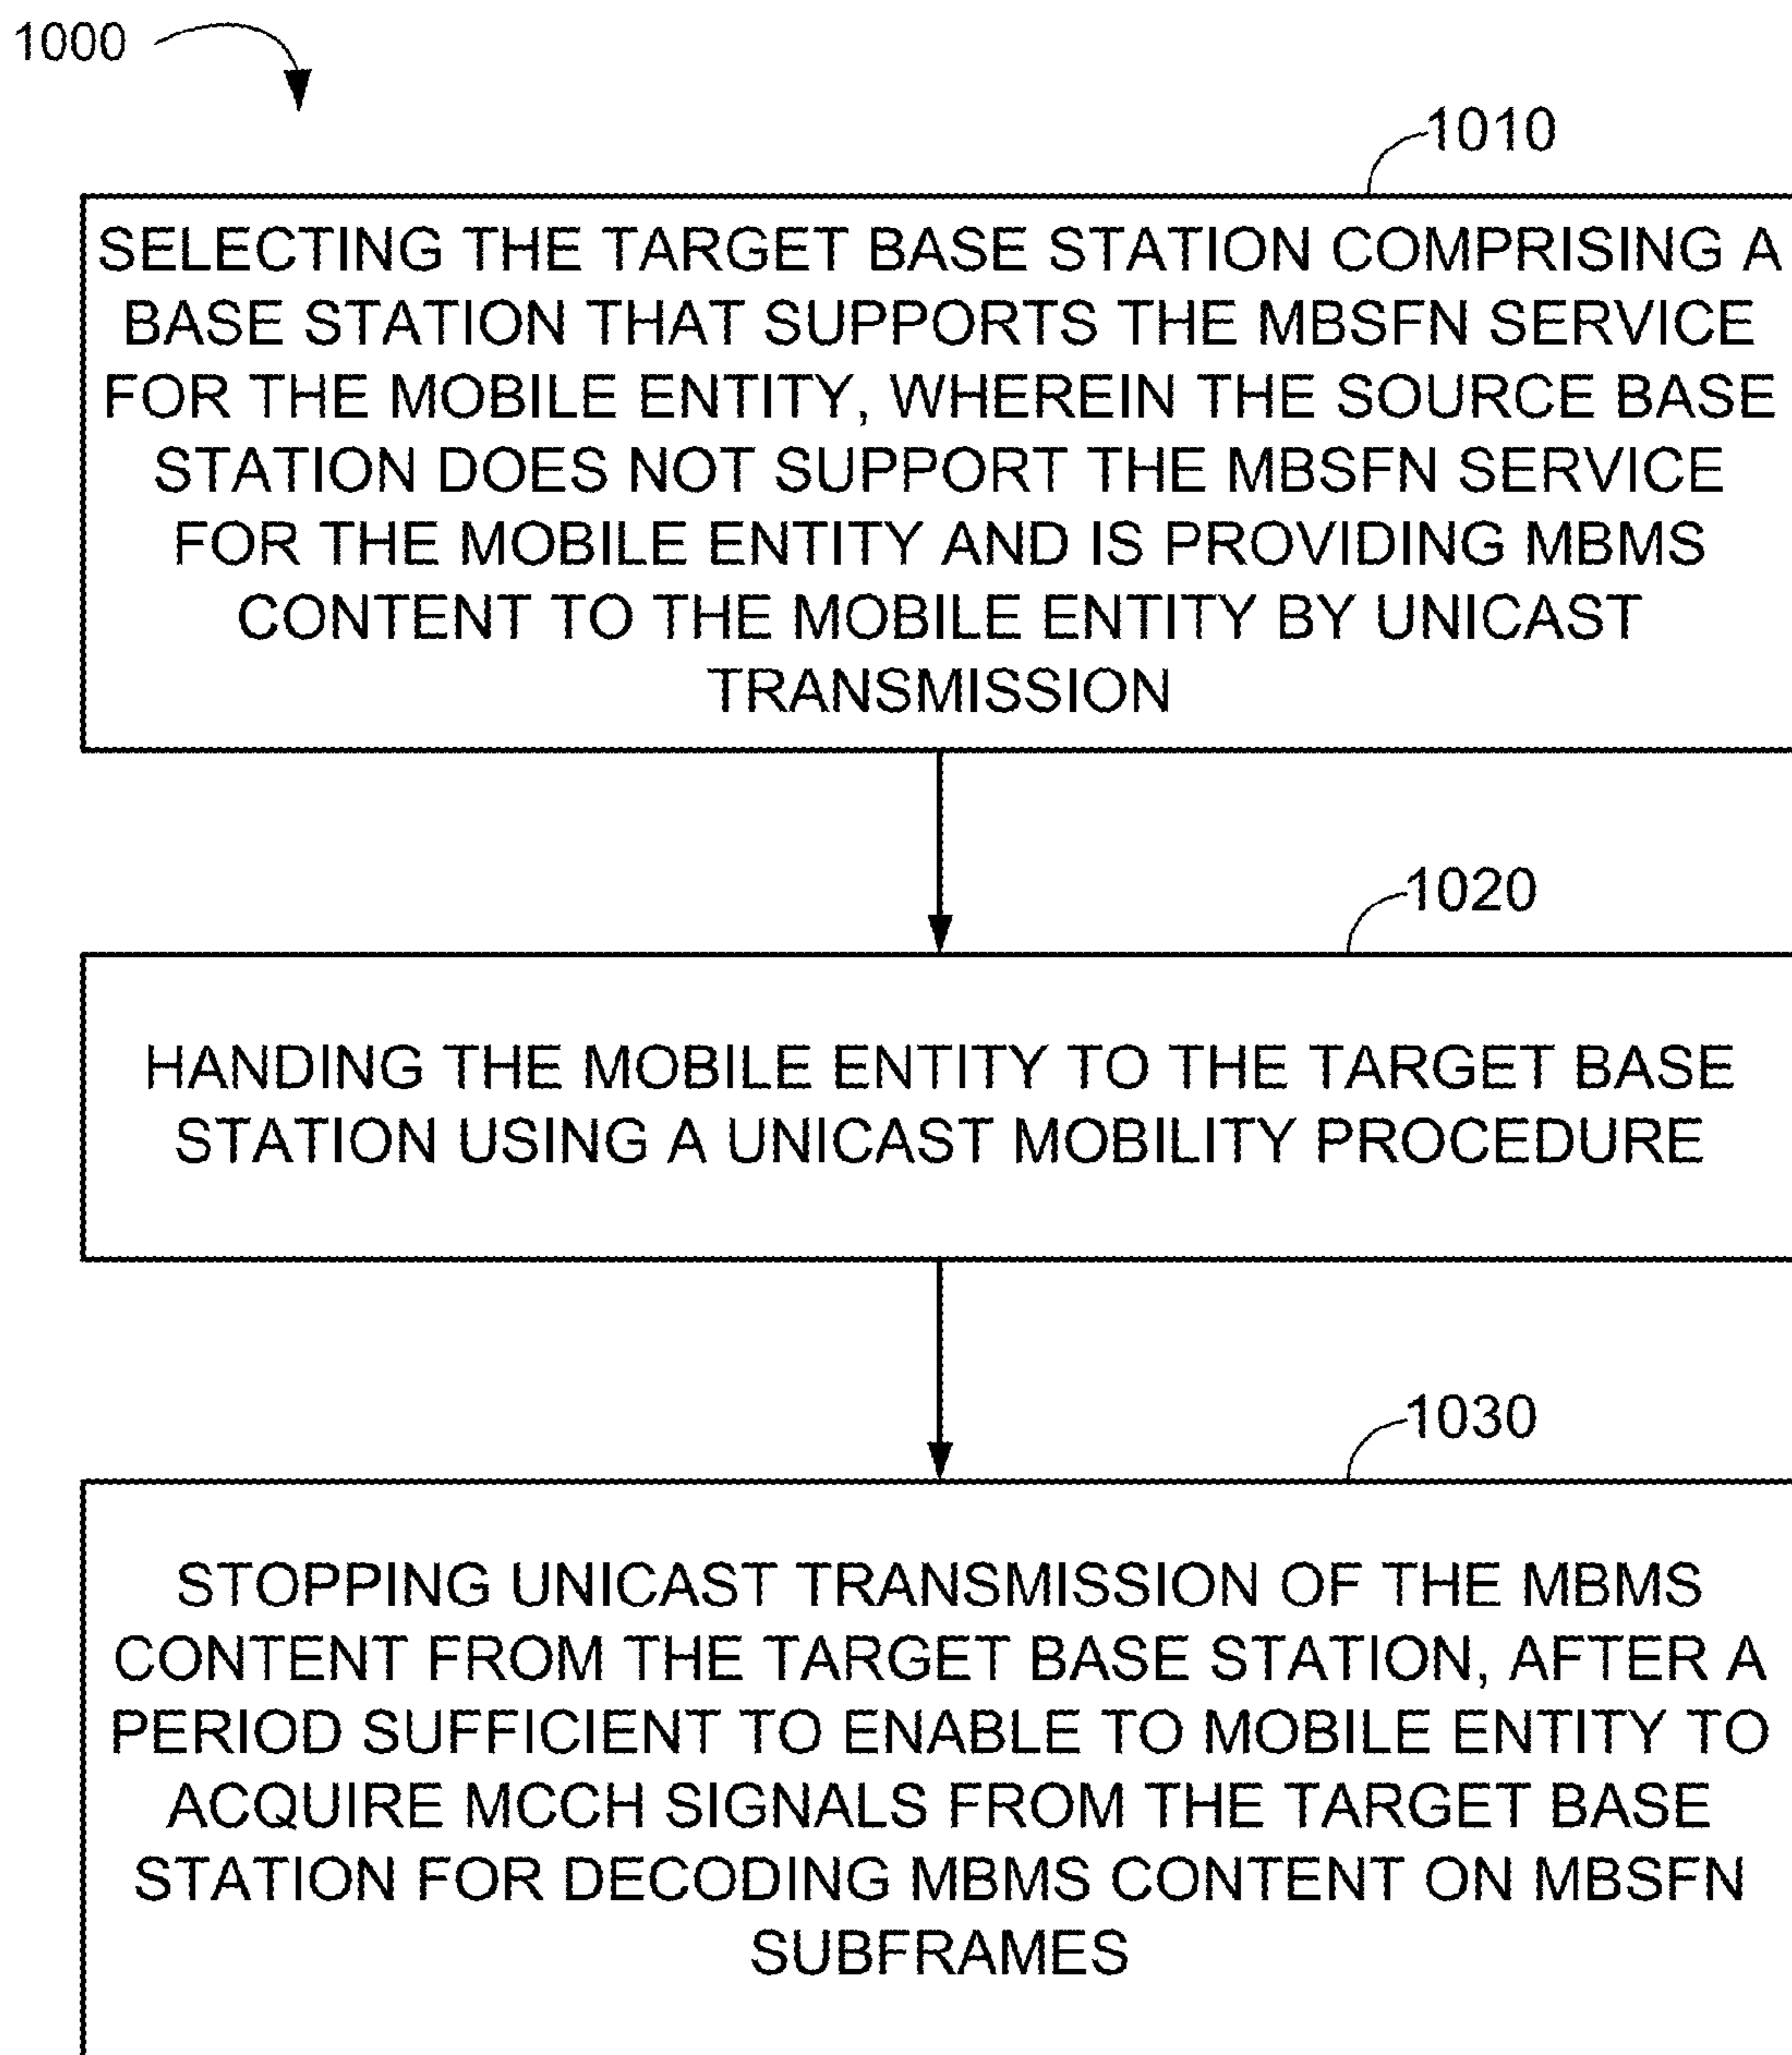 1000
1010
SELECTING THE TARGET BASE STATION COMPRISING A
BASE STATION THAT SUPPORTS THE MBSFN SERVICE
FOR THE MOBILE ENTITY, WHEREIN THE SOURCE BASE
STATION DOES NOT SUPPORT THE MBSFN SERVICE
FOR THE MOBILE ENTITY AND IS PROVIDING MBMS
CONTENT TO THE MOBILE ENTITY BY UNICAST
TRANSMISSION
1020
HANDING THE MOBILE ENTITY TO THE TARGET BASE
STATION USING A UNICAST MOBILITY PROCEDURE
1030
STOPPING UNICAST TRANSMISSION OF THE MBMS
CONTENT FROM THE TARGET BASE STATION, AFTER A
PERIOD SUFFICIENT TO ENABLE TO MOBILE ENTITY TO
ACQUIRE MCCH SIGNALS FROM THE TARGET BASE
STATION FOR DECODING MBMS CONTENT ON MBSFN
SUBFRAMES